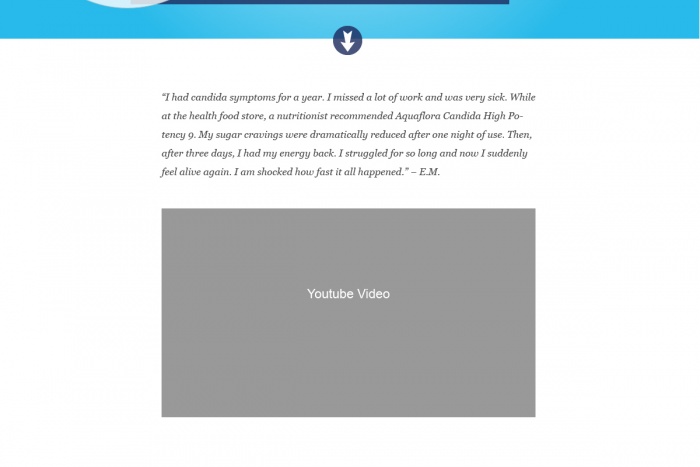 “I had candida symptoms for a year. I missed a lot of work and was very sick. While
at the health food store, a nutritionist recommended Aquaflora Candida High Po-
tency 9. My sugar cravings were dramatically reduced after one night of use. Then,
after three days, I had my energy back. I struggled for so long and now I suddenly
feel alive again. I am shocked how fast it all happened.” – E.M.
Youtube Video